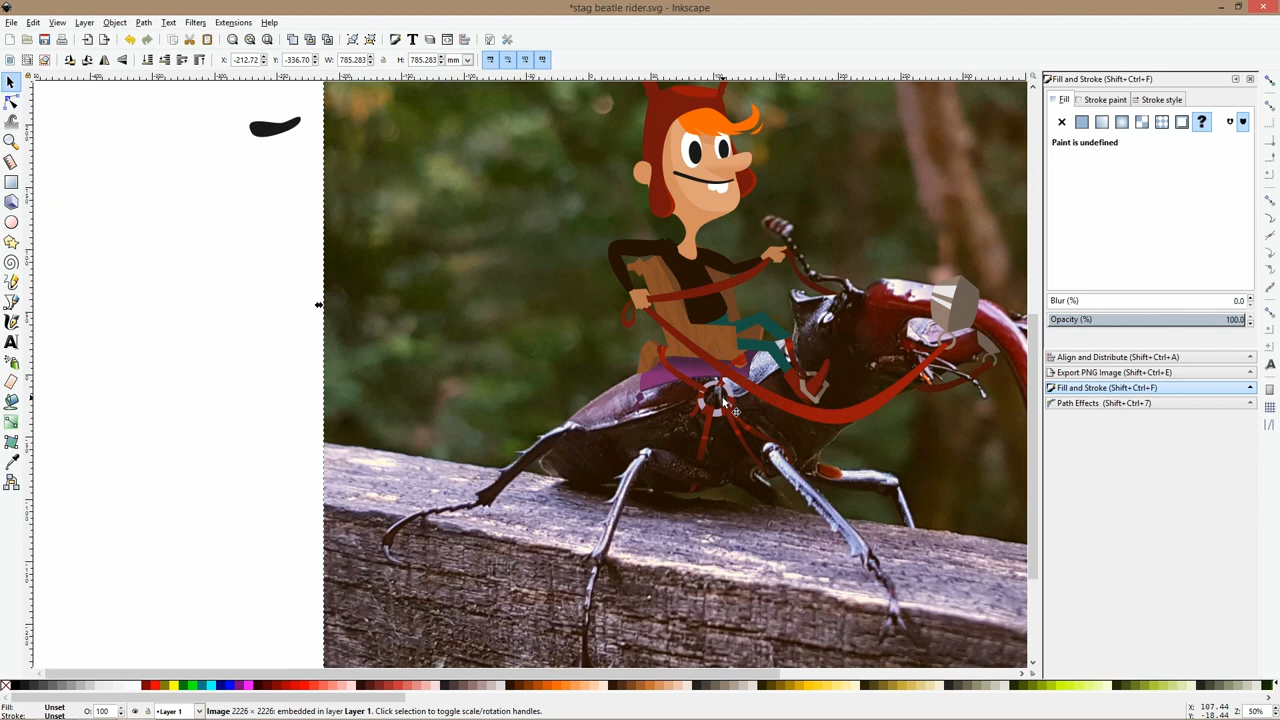 *stag beatle rider.svg - Inkscape
File Edit View Layer Object Path Text Filters Extensions Help
X: -212.72 Y: -336.70 W: 785.283 H: 785.283 mm
Fill and Stroke (Shift+Ctrl+F)
Fill Stroke paint Stroke style
?
Paint is undefined
Blur (%) 0.0
Opacity (%) 100.0
Align and Distribute (Shift+Ctrl+A)
Export PNG Image (Shift+Ctrl+E)
Fill and Stroke (Shift+Ctrl+F)
Path Effects (Shift+Ctrl+7)
Fill: Unset
Stroke: Unset
O: 100
•Layer 1
Image 2226 × 2226: embedded in layer Layer 1. Click selection to toggle scale/rotation handles.
X: 107.44
Y: -18.44
Z: 50%